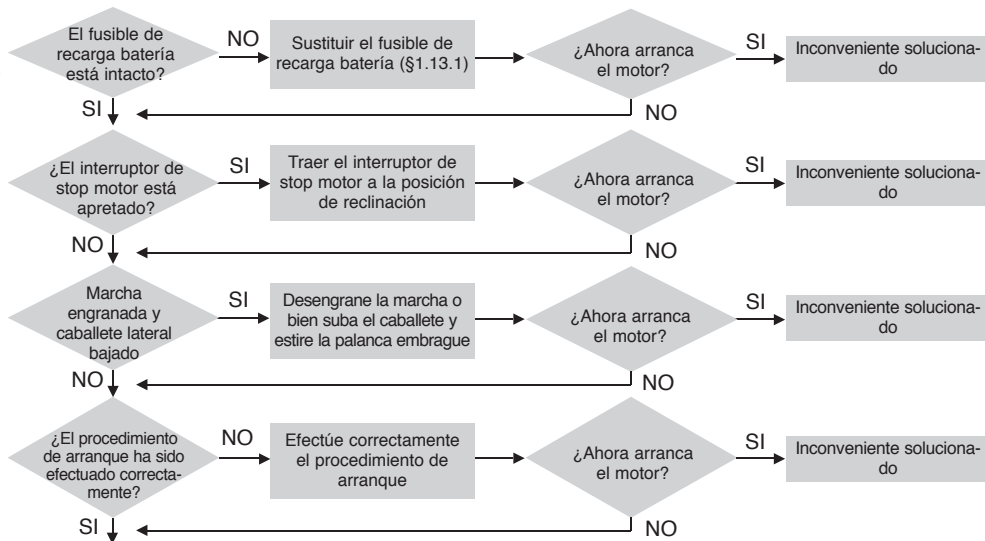 El fusible de
recarga batería
está intacto?
NO
Sustituir el fusible de
recarga batería (§1.13.1)
¿Ahora arranca
el motor?
SI
Inconveniente soluciona-
do
SI
NO
¿El interruptor de
stop motor está
apretado?
SI
Traer el interruptor de
stop motor a la posición
de reclinación
¿Ahora arranca
el motor?
SI
Inconveniente soluciona-
do
NO
NO
Marcha
engranada y
caballete lateral
bajado
SI
Desengrane la marcha o
bien suba el caballete y
estire la palanca embrague
¿Ahora arranca
el motor?
SI
Inconveniente soluciona-
do
NO
NO
¿El procedimiento
de arranque ha sido
efectuado correcta-
mente?
NO
Efectúe correctamente
el procedimiento de
arranque
¿Ahora arranca
el motor?
SI
Inconveniente soluciona-
do
SI
NO